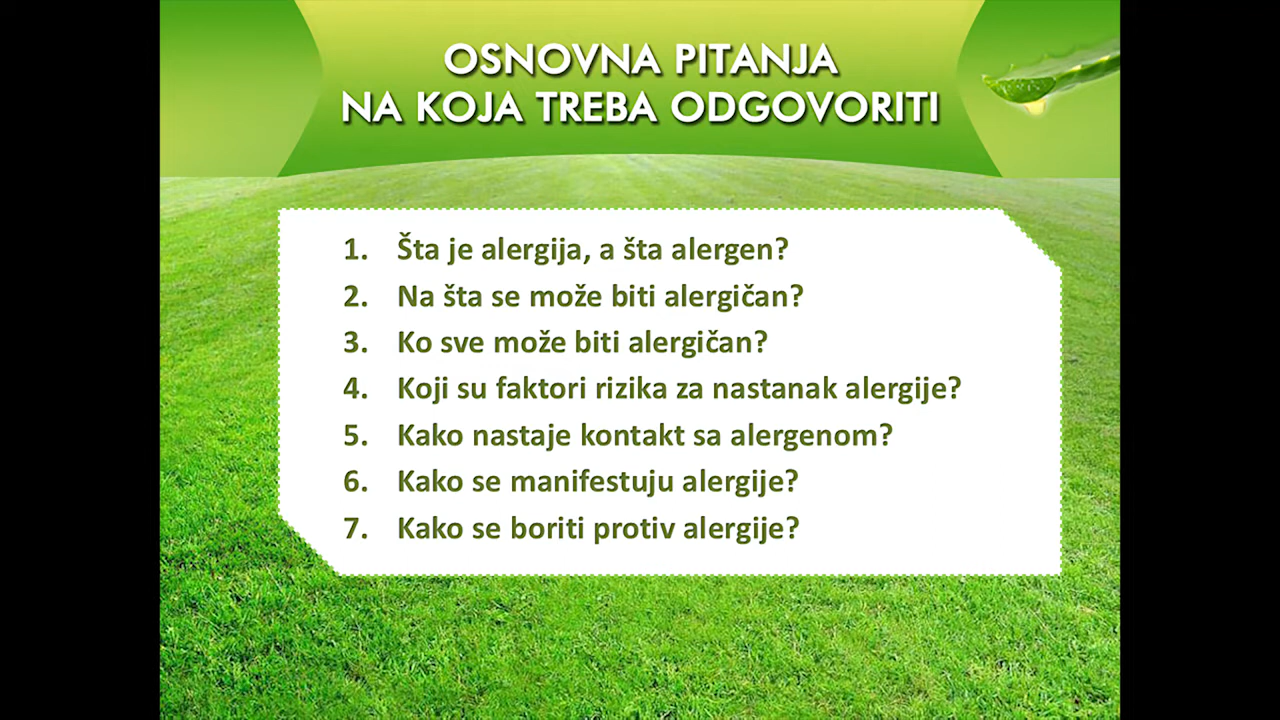 OSNOVNA PITANJA
NA KOJA TREBA ODGOVORITI
1. Šta je alergija, a šta alergen?
2. Na šta se može biti alergičan?
3. Ko sve može biti alergičan?
4. Koji su faktori rizika za nastanak alergije?
5. Kako nastaje kontakt sa alergenom?
6. Kako se manifestuju alergije?
7. Kako se boriti protiv alergije?